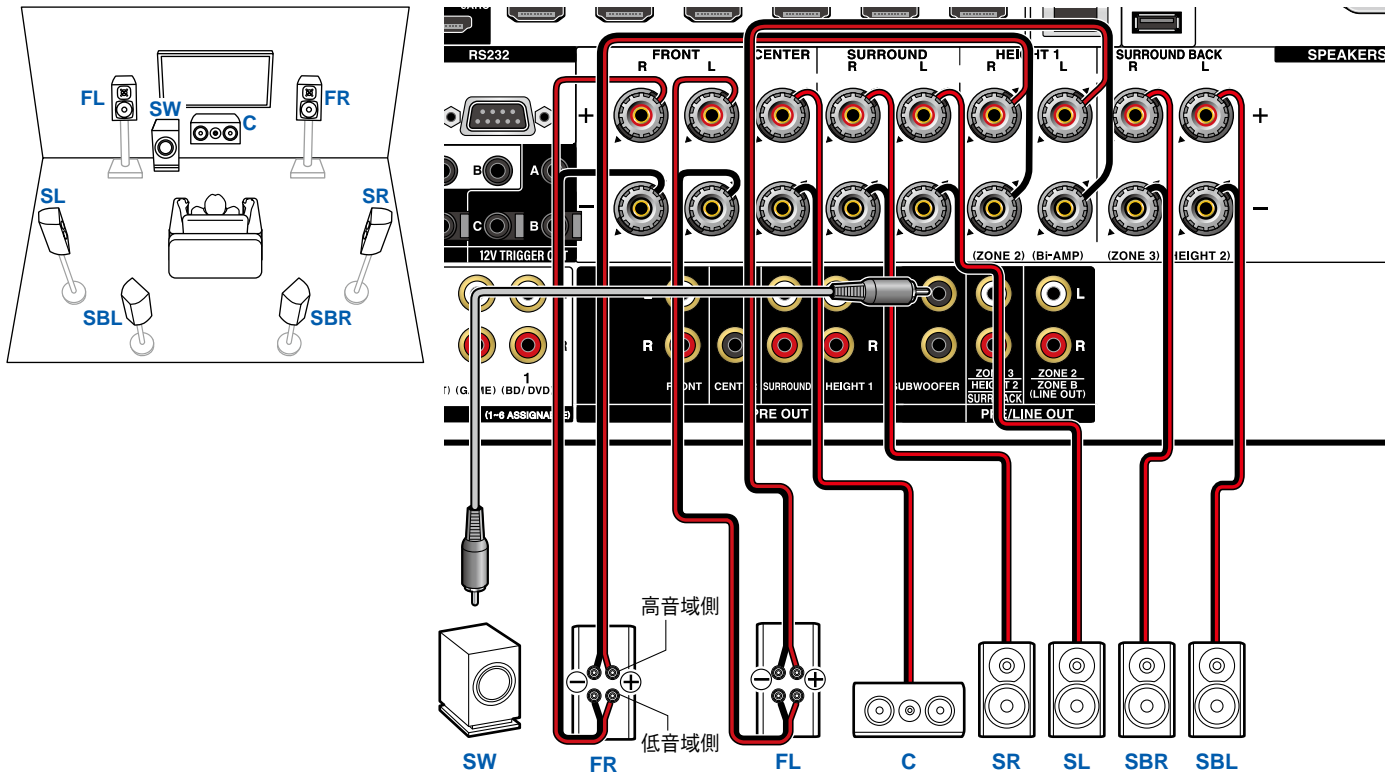 FL
SW
C
FR
SL
SR
SBL
SBR
RS232
FRONT
CENTER
SURROUND
HEIGHT 1
SURROUND BACK
SPEAKERS
R
L
R
L
R
L
R
L
+
+
B
A
−
−
C
B
12V TRIGGER OUT
(ZONE 2)
(Bi-AMP)
(ZONE 3)
HEIGHT 2)
L
L
R
R
R
R
(GAME)
1
(BD/DVD)
FRONT
CENTER
SURROUND
HEIGHT 1
SUBWOOFER
ZONE 3
HEIGHT 2
SURR BACK
ZONE 2
ZONE B
(LINE OUT)
(1-6 ASSIGNABLE)
PRE OUT
PRE/LINE OUT
高音域側
− +
− +
低音域側
SW
FR
FL
C
SR
SL
SBR
SBL